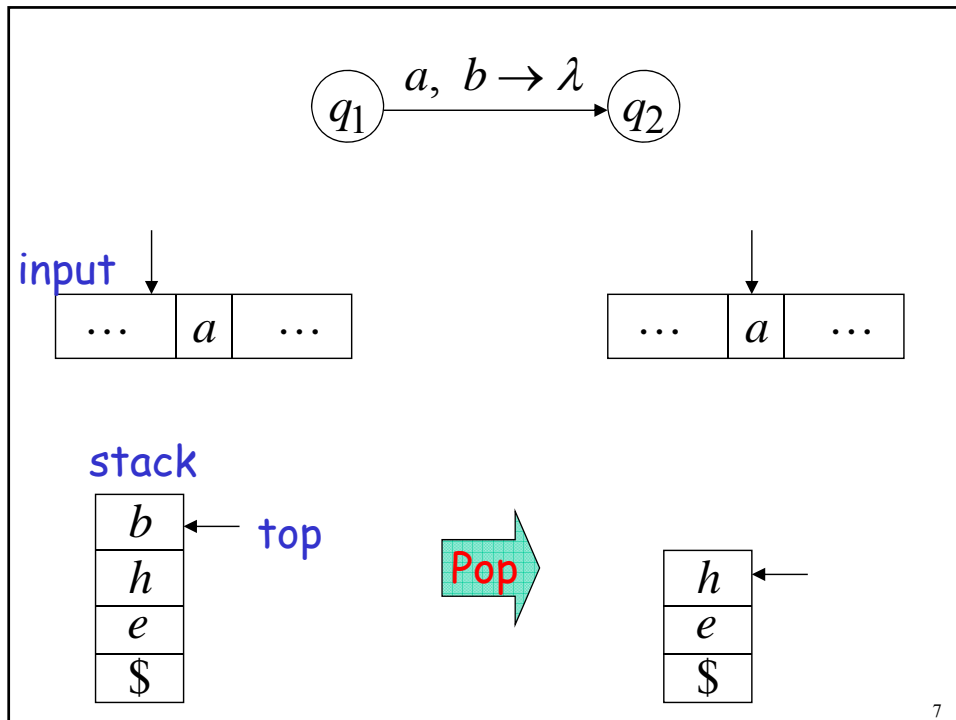 a, b → λ
q1 q2
input
⋯ a ⋯ ⋯ a ⋯
stack
b top
h Pop h
e e
$ $
7